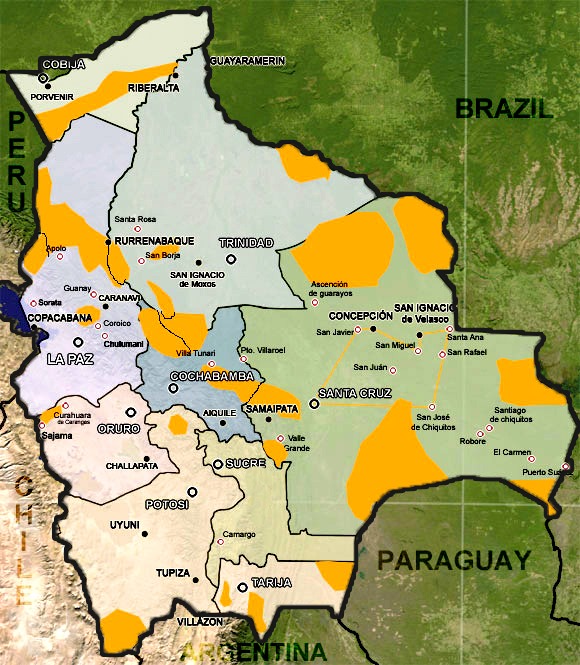 COBIJA
PORVENIR
GUAYARAMERIN
RIBERALTA
BRAZIL
PERU
Santa Rosa
RURRENABAQUE
TRINIDAD
Apolo
San Borja
SAN IGNACIO
de Moxos
Guanay
Ascención
de guarayos
Sorata
CARANAVI
COPACABANA
Coroico
CONCEPCIÓN
SAN IGNACIO
de Velasco
San Javier
Chulumani
Santa Ana
LA PAZ
Villa Tunari
Pto. Villaroel
San Miguel
San Rafael
San Juán
COCHABAMBA
SANTA CRUZ
Curahuara
de Carangas
ORURO
AIQUILE
SAMAIPATA
San José
de Chiquitos
Santiago
de chiquitos
Sajama
Valle
Grande
Robore
CHALLAPATA
SUCRE
El Carmen
Puerto Suarez
CHILE
POTOSI
UYUNI
Camargo
PARAGUAY
TUPIZA
TARIJA
VILLAZON
ARGENTINA